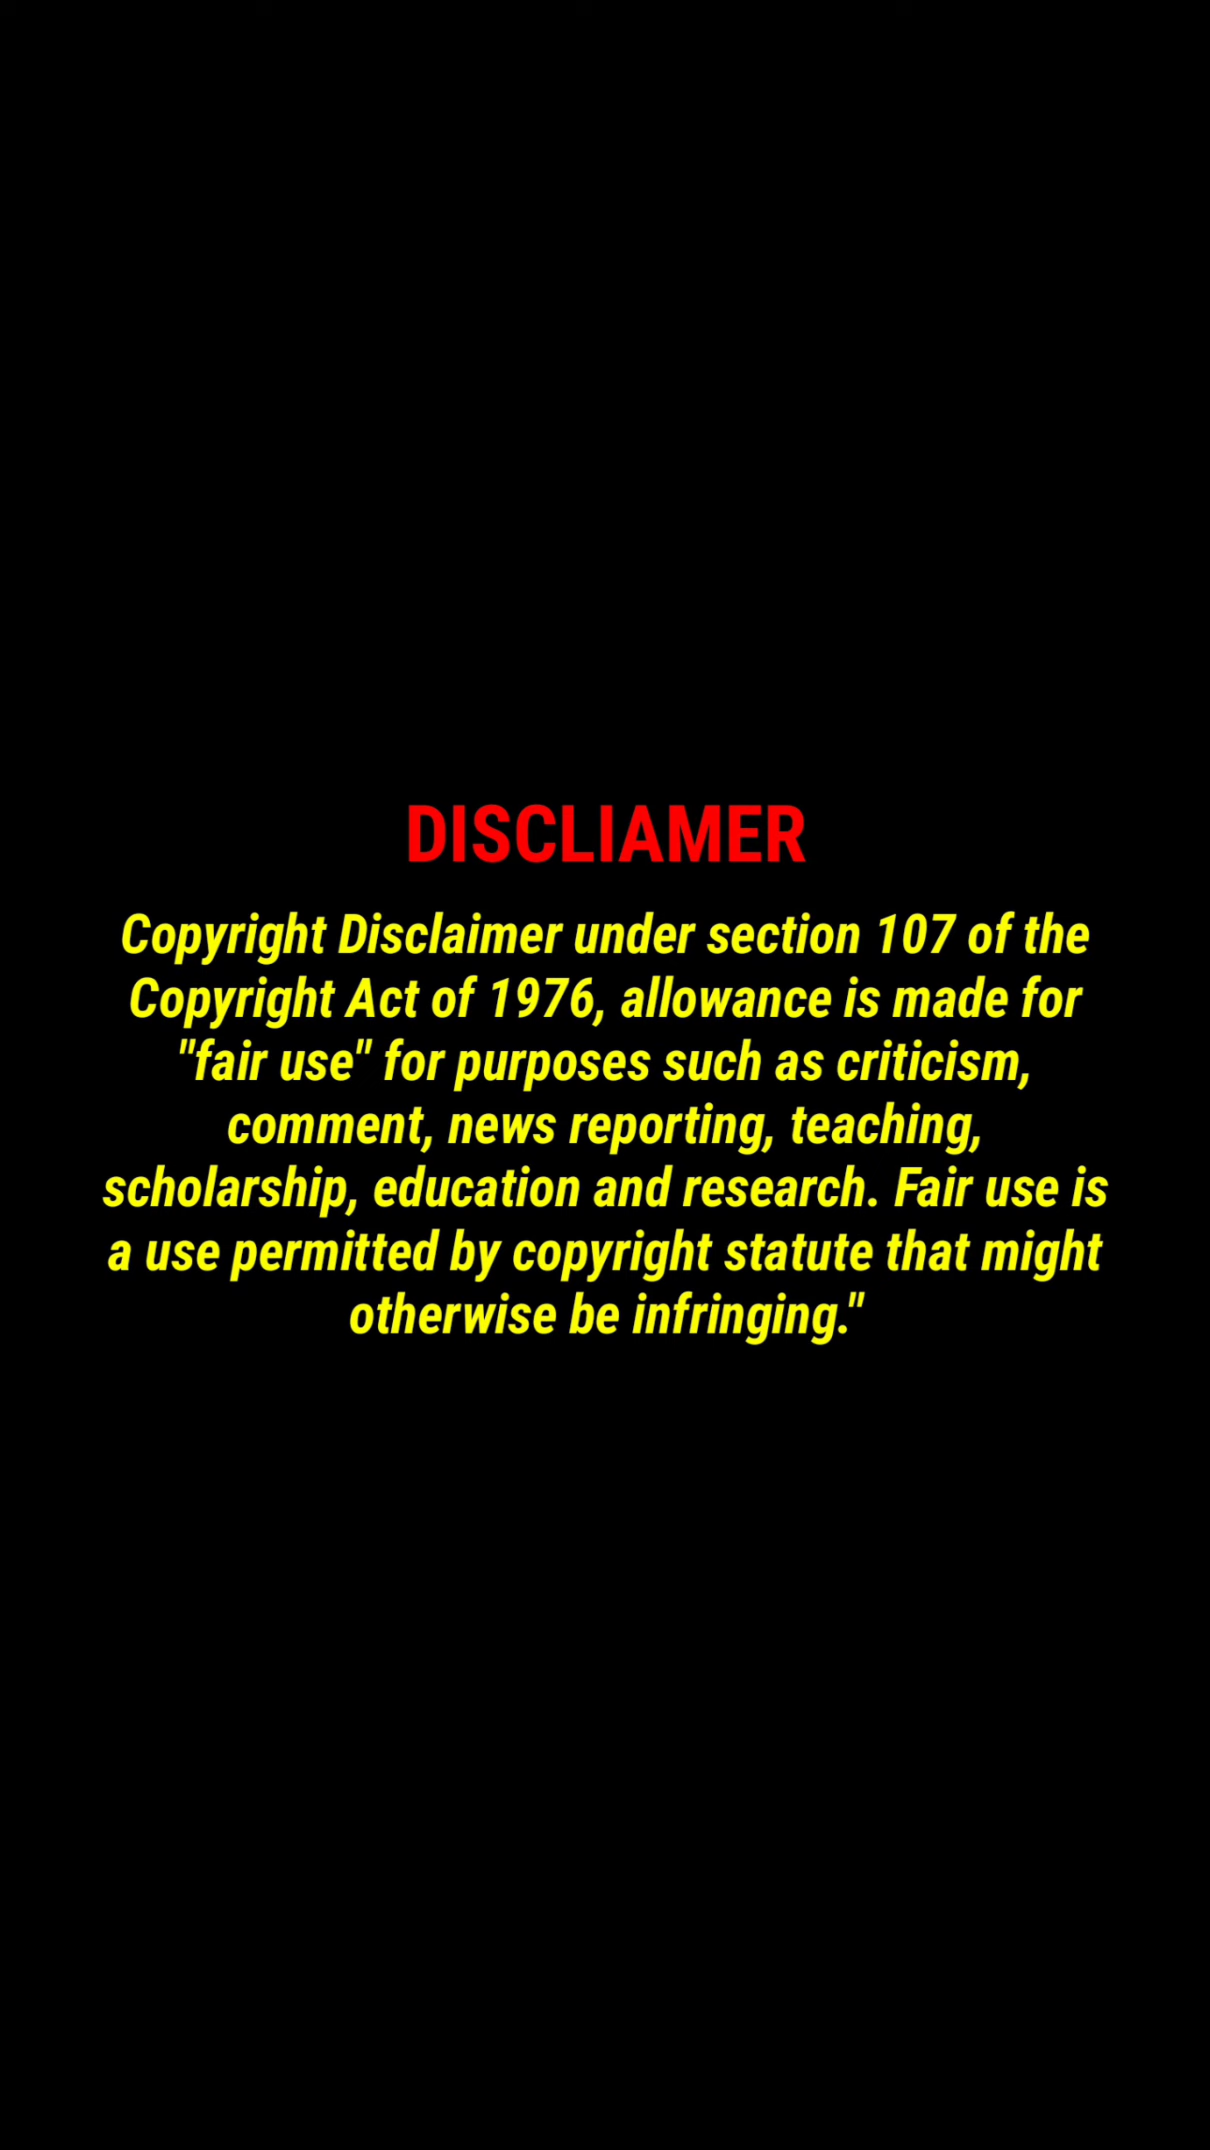 DISCLIAMER
Copyright Disclaimer under section 107 of the
Copyright Act of 1976, allowance is made for
"fair use" for purposes such as criticism,
comment, news reporting, teaching,
scholarship, education and research. Fair use is
a use permitted by copyright statute that might
otherwise be infringing."